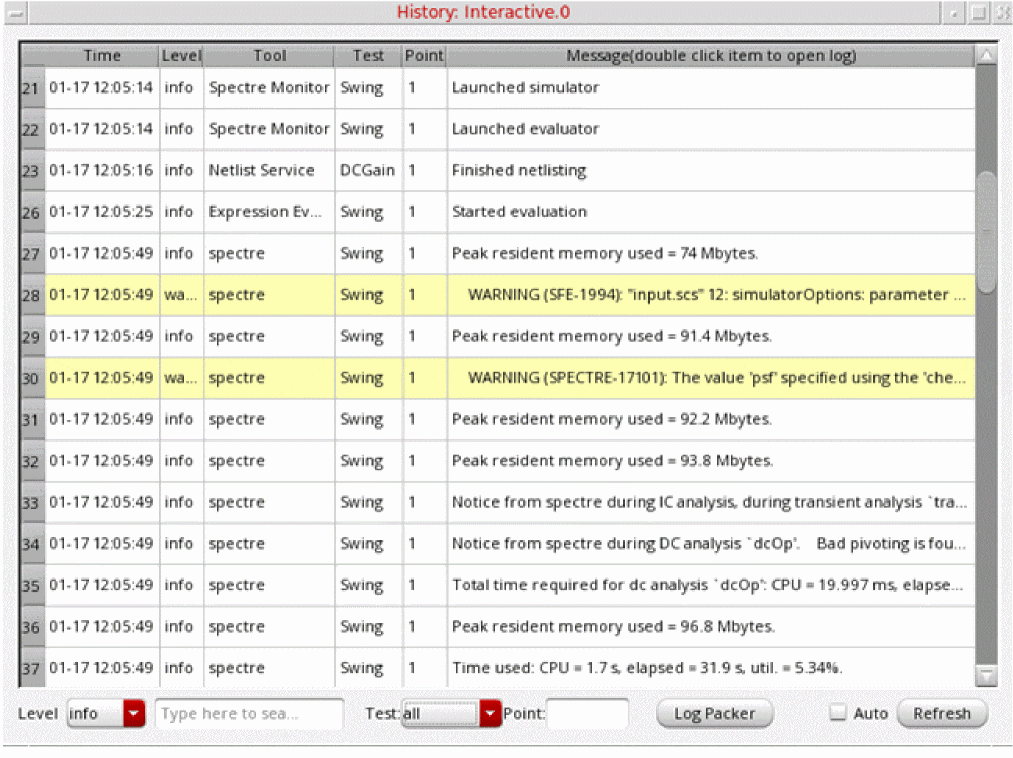 History: Interactive.0
Time Level Tool Test Point Message(double click item to open log)
21 01-17 12:05:14 info Spectre Monitor Swing 1 Launched simulator
22 01-17 12:05:14 info Spectre Monitor Swing 1 Launched evaluator
23 01-17 12:05:16 info Netlist Service DCGain 1 Finished netlisting
26 01-17 12:05:25 info Expression Ev... Swing 1 Started evaluation
27 01-17 12:05:49 info spectre Swing 1 Peak resident memory used = 74 Mbytes.
28 01-17 12:05:49 wa... spectre Swing 1 WARNING (SFE-1994): "input.scs" 12: simulatorOptions: parameter ...
29 01-17 12:05:49 info spectre Swing 1 Peak resident memory used = 91.4 Mbytes.
30 01-17 12:05:49 wa... spectre Swing 1 WARNING (SPECTRE-17101): The value 'psf' specified using the 'che...
31 01-17 12:05:49 info spectre Swing 1 Peak resident memory used = 92.2 Mbytes.
32 01-17 12:05:49 info spectre Swing 1 Peak resident memory used = 93.8 Mbytes.
33 01-17 12:05:49 info spectre Swing 1 Notice from spectre during IC analysis, during transient analysis `tra...
34 01-17 12:05:49 info spectre Swing 1 Notice from spectre during DC analysis `dcOp'. Bad pivoting is fou...
35 01-17 12:05:49 info spectre Swing 1 Total time required for dc analysis `dcOp': CPU = 19.997 ms, elapse...
36 01-17 12:05:49 info spectre Swing 1 Peak resident memory used = 96.8 Mbytes.
37 01-17 12:05:49 info spectre Swing 1 Time used: CPU = 1.7 s, elapsed = 31.9 s, util. = 5.34%.
Level info Type here to sea... Test: all Point: Log Packer Auto Refresh